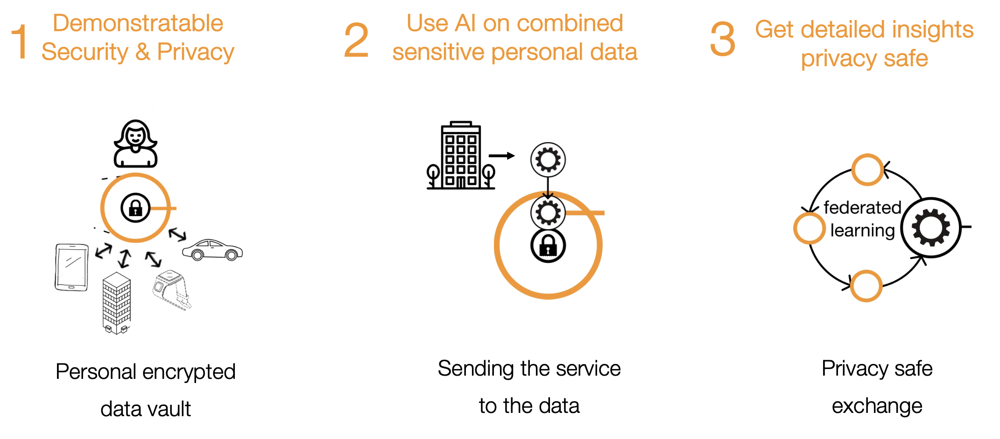 1
Demonstratable
Security & Privacy
2
Use AI on combined
sensitive personal data
3
Get detailed insights
privacy safe
federated
learning
Personal encrypted
data vault
Sending the service
to the data
Privacy safe
exchange